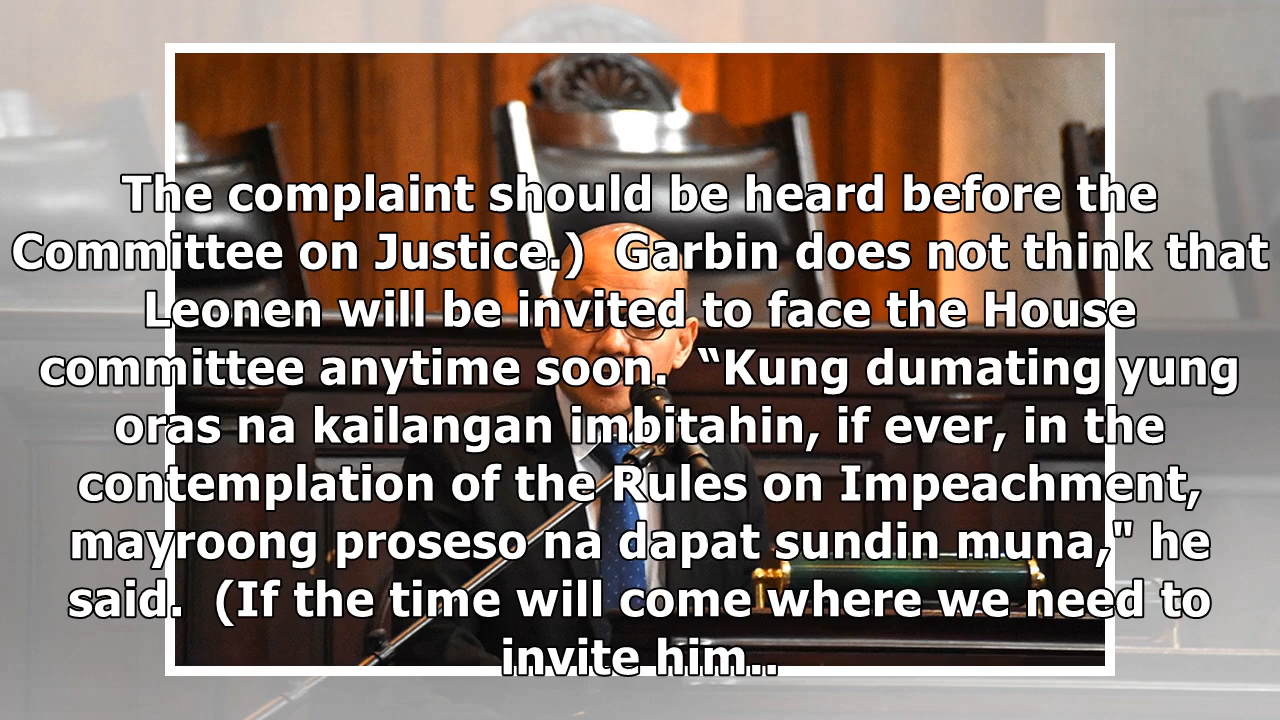 The complaint should be heard before the
Committee on Justice.)  Garbin does not think that
Leonen will be invited to face the House
committee anytime soon.  “Kung dumating yung
oras na kailangan imbitahin, if ever, in the
contemplation of the Rules on Impeachment,
mayroong proseso na dapat sundin muna," he
said.  (If the time will come where we need to
invite him..